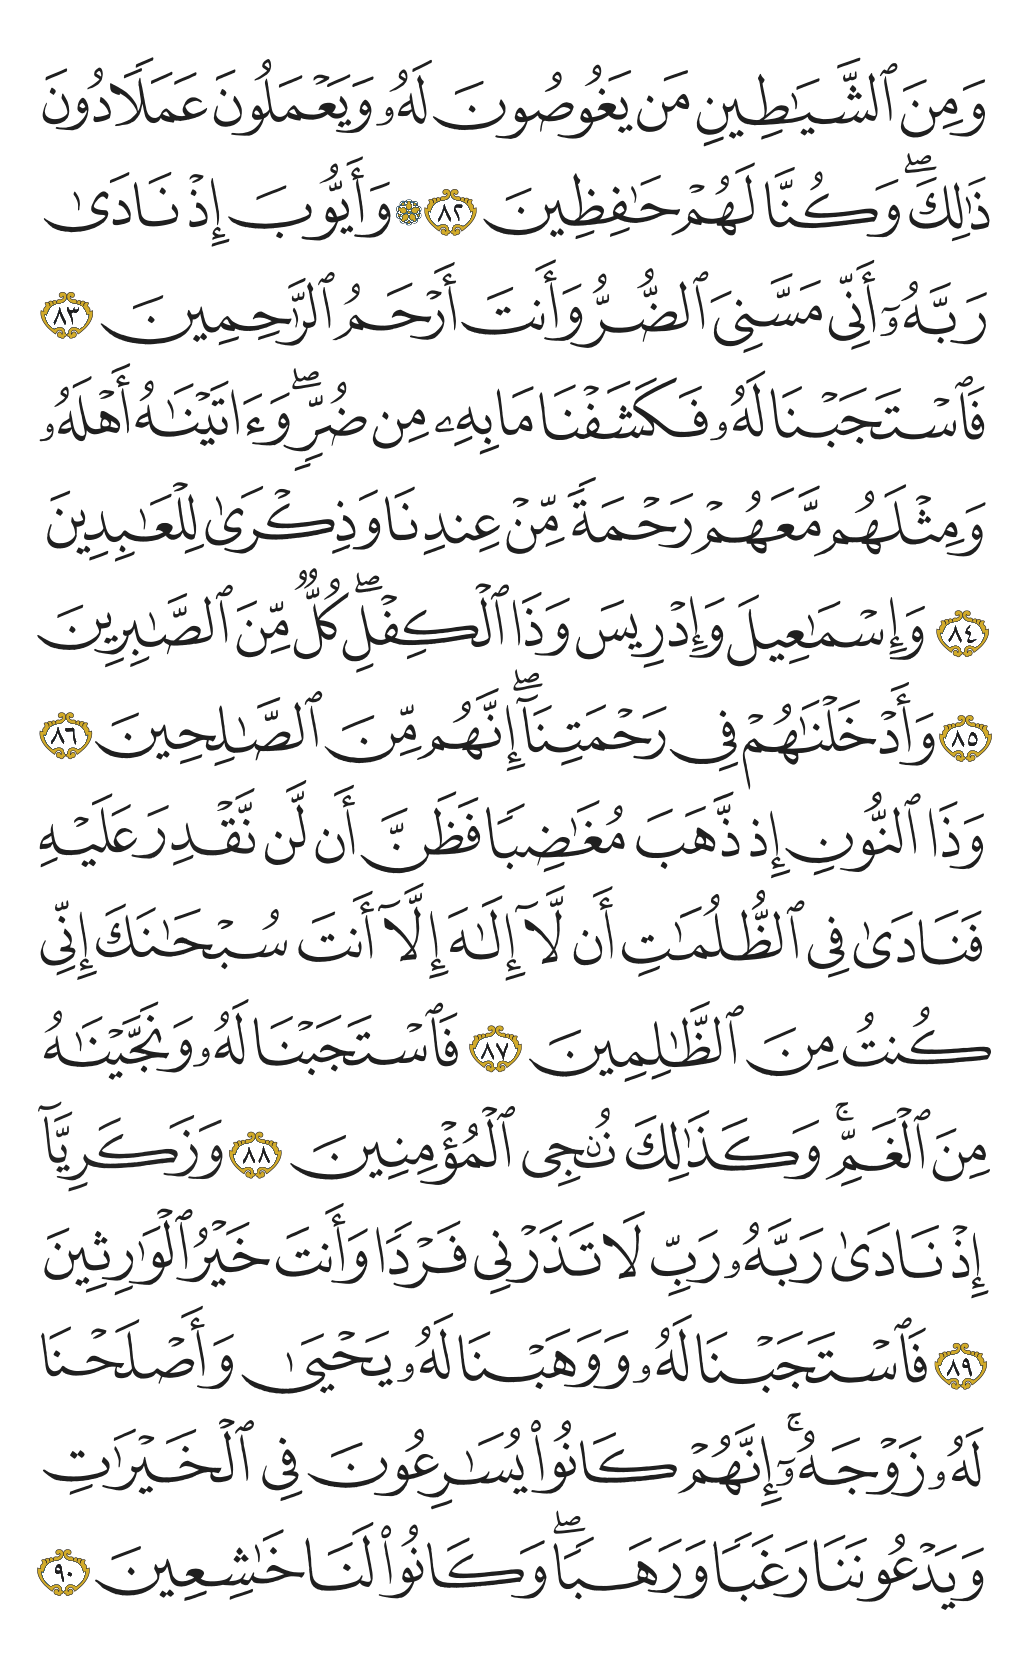 وَمِنَ ٱلشَّيَٰطِينِ مَن يَغُوصُونَ لَهُۥ وَيَعْمَلُونَ عَمَلًا دُونَ
ذَٰلِكَۖ وَكُنَّا لَهُمْ حَٰفِظِينَ ٨٢ ۞ وَأَيُّوبَ إِذْ نَادَىٰ
رَبَّهُۥٓ أَنِّي مَسَّنِيَ ٱلضُّرُّ وَأَنتَ أَرْحَمُ ٱلرَّٰحِمِينَ ٨٣
فَٱسْتَجَبْنَا لَهُۥ فَكَشَفْنَا مَا بِهِۦ مِن ضُرّٖۖ وَءَاتَيْنَٰهُ أَهْلَهُۥ
وَمِثْلَهُم مَّعَهُمْ رَحْمَةٗ مِّنْ عِندِنَا وَذِكْرَىٰ لِلْعَٰبِدِينَ
٨٤ وَإِسْمَٰعِيلَ وَإِدْرِيسَ وَذَا ٱلْكِفْلِۖ كُلّٞ مِّنَ ٱلصَّٰبِرِينَ
٨٥ وَأَدْخَلْنَٰهُمْ فِي رَحْمَتِنَآۖ إِنَّهُم مِّنَ ٱلصَّٰلِحِينَ ٨٦
وَذَا ٱلنُّونِ إِذ ذَّهَبَ مُغَٰضِبٗا فَظَنَّ أَن لَّن نَّقْدِرَ عَلَيْهِ
فَنَادَىٰ فِي ٱلظُّلُمَٰتِ أَن لَّآ إِلَٰهَ إِلَّآ أَنتَ سُبْحَٰنَكَ إِنِّي
كُنتُ مِنَ ٱلظَّٰلِمِينَ ٨٧ فَٱسْتَجَبْنَا لَهُۥ وَنَجَّيْنَٰهُ
مِنَ ٱلْغَمِّۚ وَكَذَٰلِكَ نُـۨجِي ٱلْمُؤْمِنِينَ ٨٨ وَزَكَرِيَّآ
إِذْ نَادَىٰ رَبَّهُۥ رَبِّ لَا تَذَرْنِي فَرْدٗا وَأَنتَ خَيْرُ ٱلْوَٰرِثِينَ
٨٩ فَٱسْتَجَبْنَا لَهُۥ وَوَهَبْنَا لَهُۥ يَحْيَىٰ وَأَصْلَحْنَا
لَهُۥ زَوْجَهُۥٓۚ إِنَّهُمْ كَانُوا۟ يُسَٰرِعُونَ فِي ٱلْخَيْرَٰتِ
وَيَدْعُونَنَا رَغَبٗا وَرَهَبٗاۖ وَكَانُوا۟ لَنَا خَٰشِعِينَ ٩٠